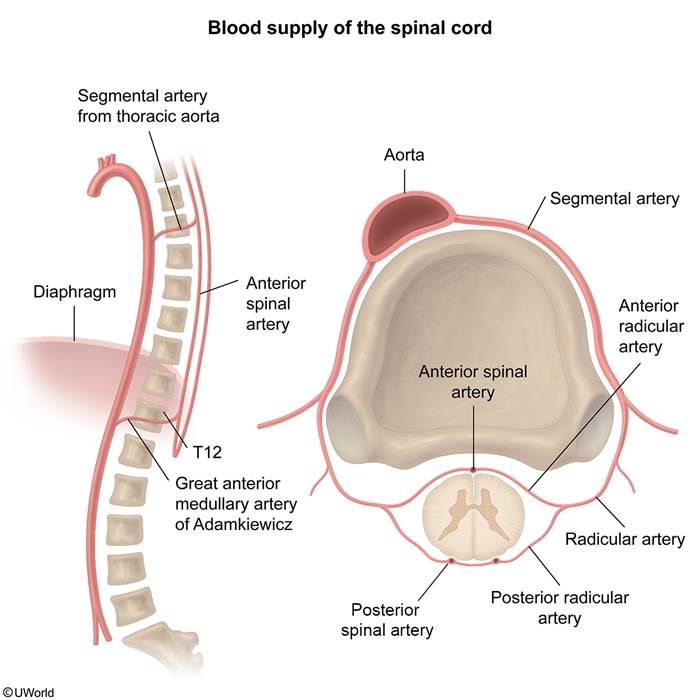 Blood supply of the spinal cord
Segmental artery
from thoracic aorta
Aorta
Segmental artery
Diaphragm
Anterior
spinal
artery
Anterior
radicular
artery
Anterior spinal
artery
T12
Great anterior
medullary artery
of Adamkiewicz
Radicular artery
Posterior
spinal artery
Posterior radicular
artery
©UWorld